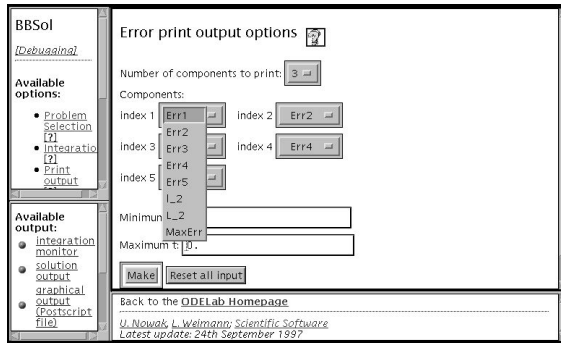 BBSol
[Debugging]
Available
options:
Problem
Selection
[?]
Integratio
[?]
Print
output
Available
output:
integration
monitor
solution
output
graphical
output
(Postscript
file)
Error print output options ?
Number of components to print: 3
Components:
index 1 Err1 index 2 Err2
Err2
index 3 Err3 index 4 Err4
Err4
index 5 Err5
l_2
L_2
MaxErr
Minimun
Maximum t: 0.
Make Reset all input
Back to the ODELab Homepage
U. Nowak, L. Weimann; Scientific Software
Latest update: 24th September 1997